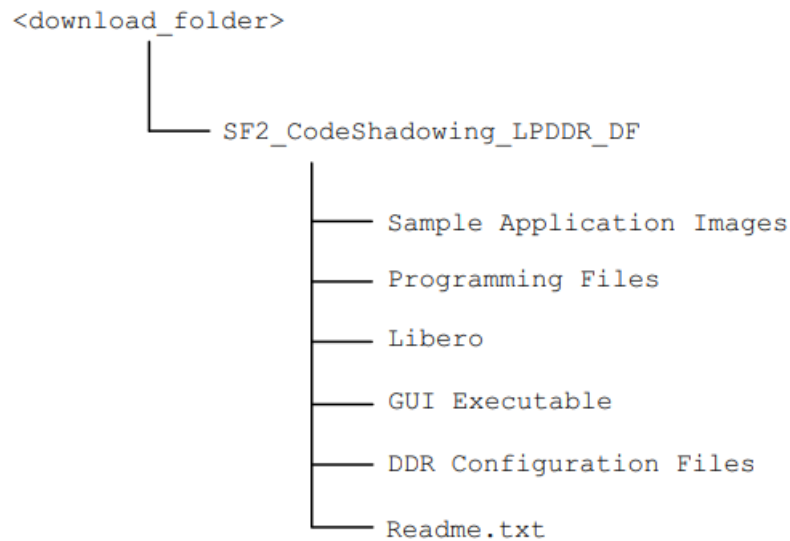 <download_folder>
SF2_CodeShadowing_LPDDR_DF
Sample Application Images
Programming Files
Libero
GUI Executable
DDR Configuration Files
Readme.txt